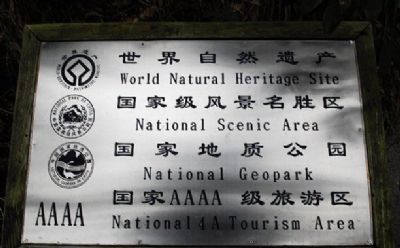 世界自然遗产
World Natural Heritage Site
国家级风景名胜区
National Scenic Area
国家地质公园
National Geopark
国家AAAA 级旅游区
AAAA
National 4A Tourism Area